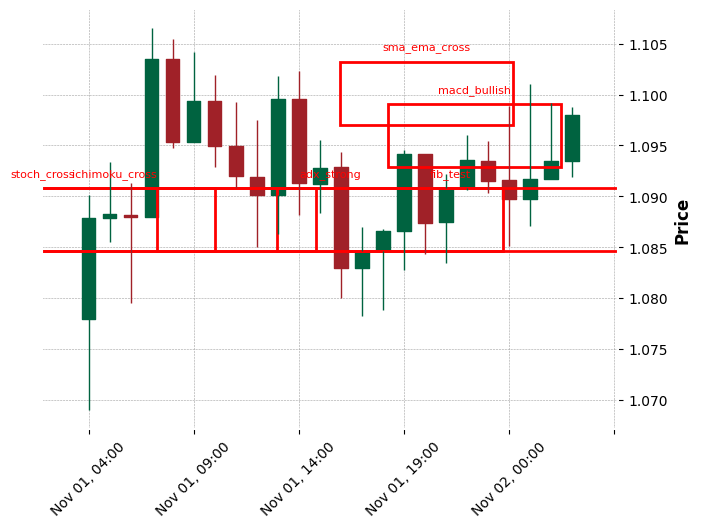 sma_ema_cross
macd_bullish
stoch_cross
ichimoku_cross
fib_test
1.105
1.100
1.095
1.090
1.085
1.080
1.075
1.070
Price
Nov 01, 04:00
Nov 01, 09:00
Nov 01, 14:00
Nov 01, 19:00
Nov 02, 00:00